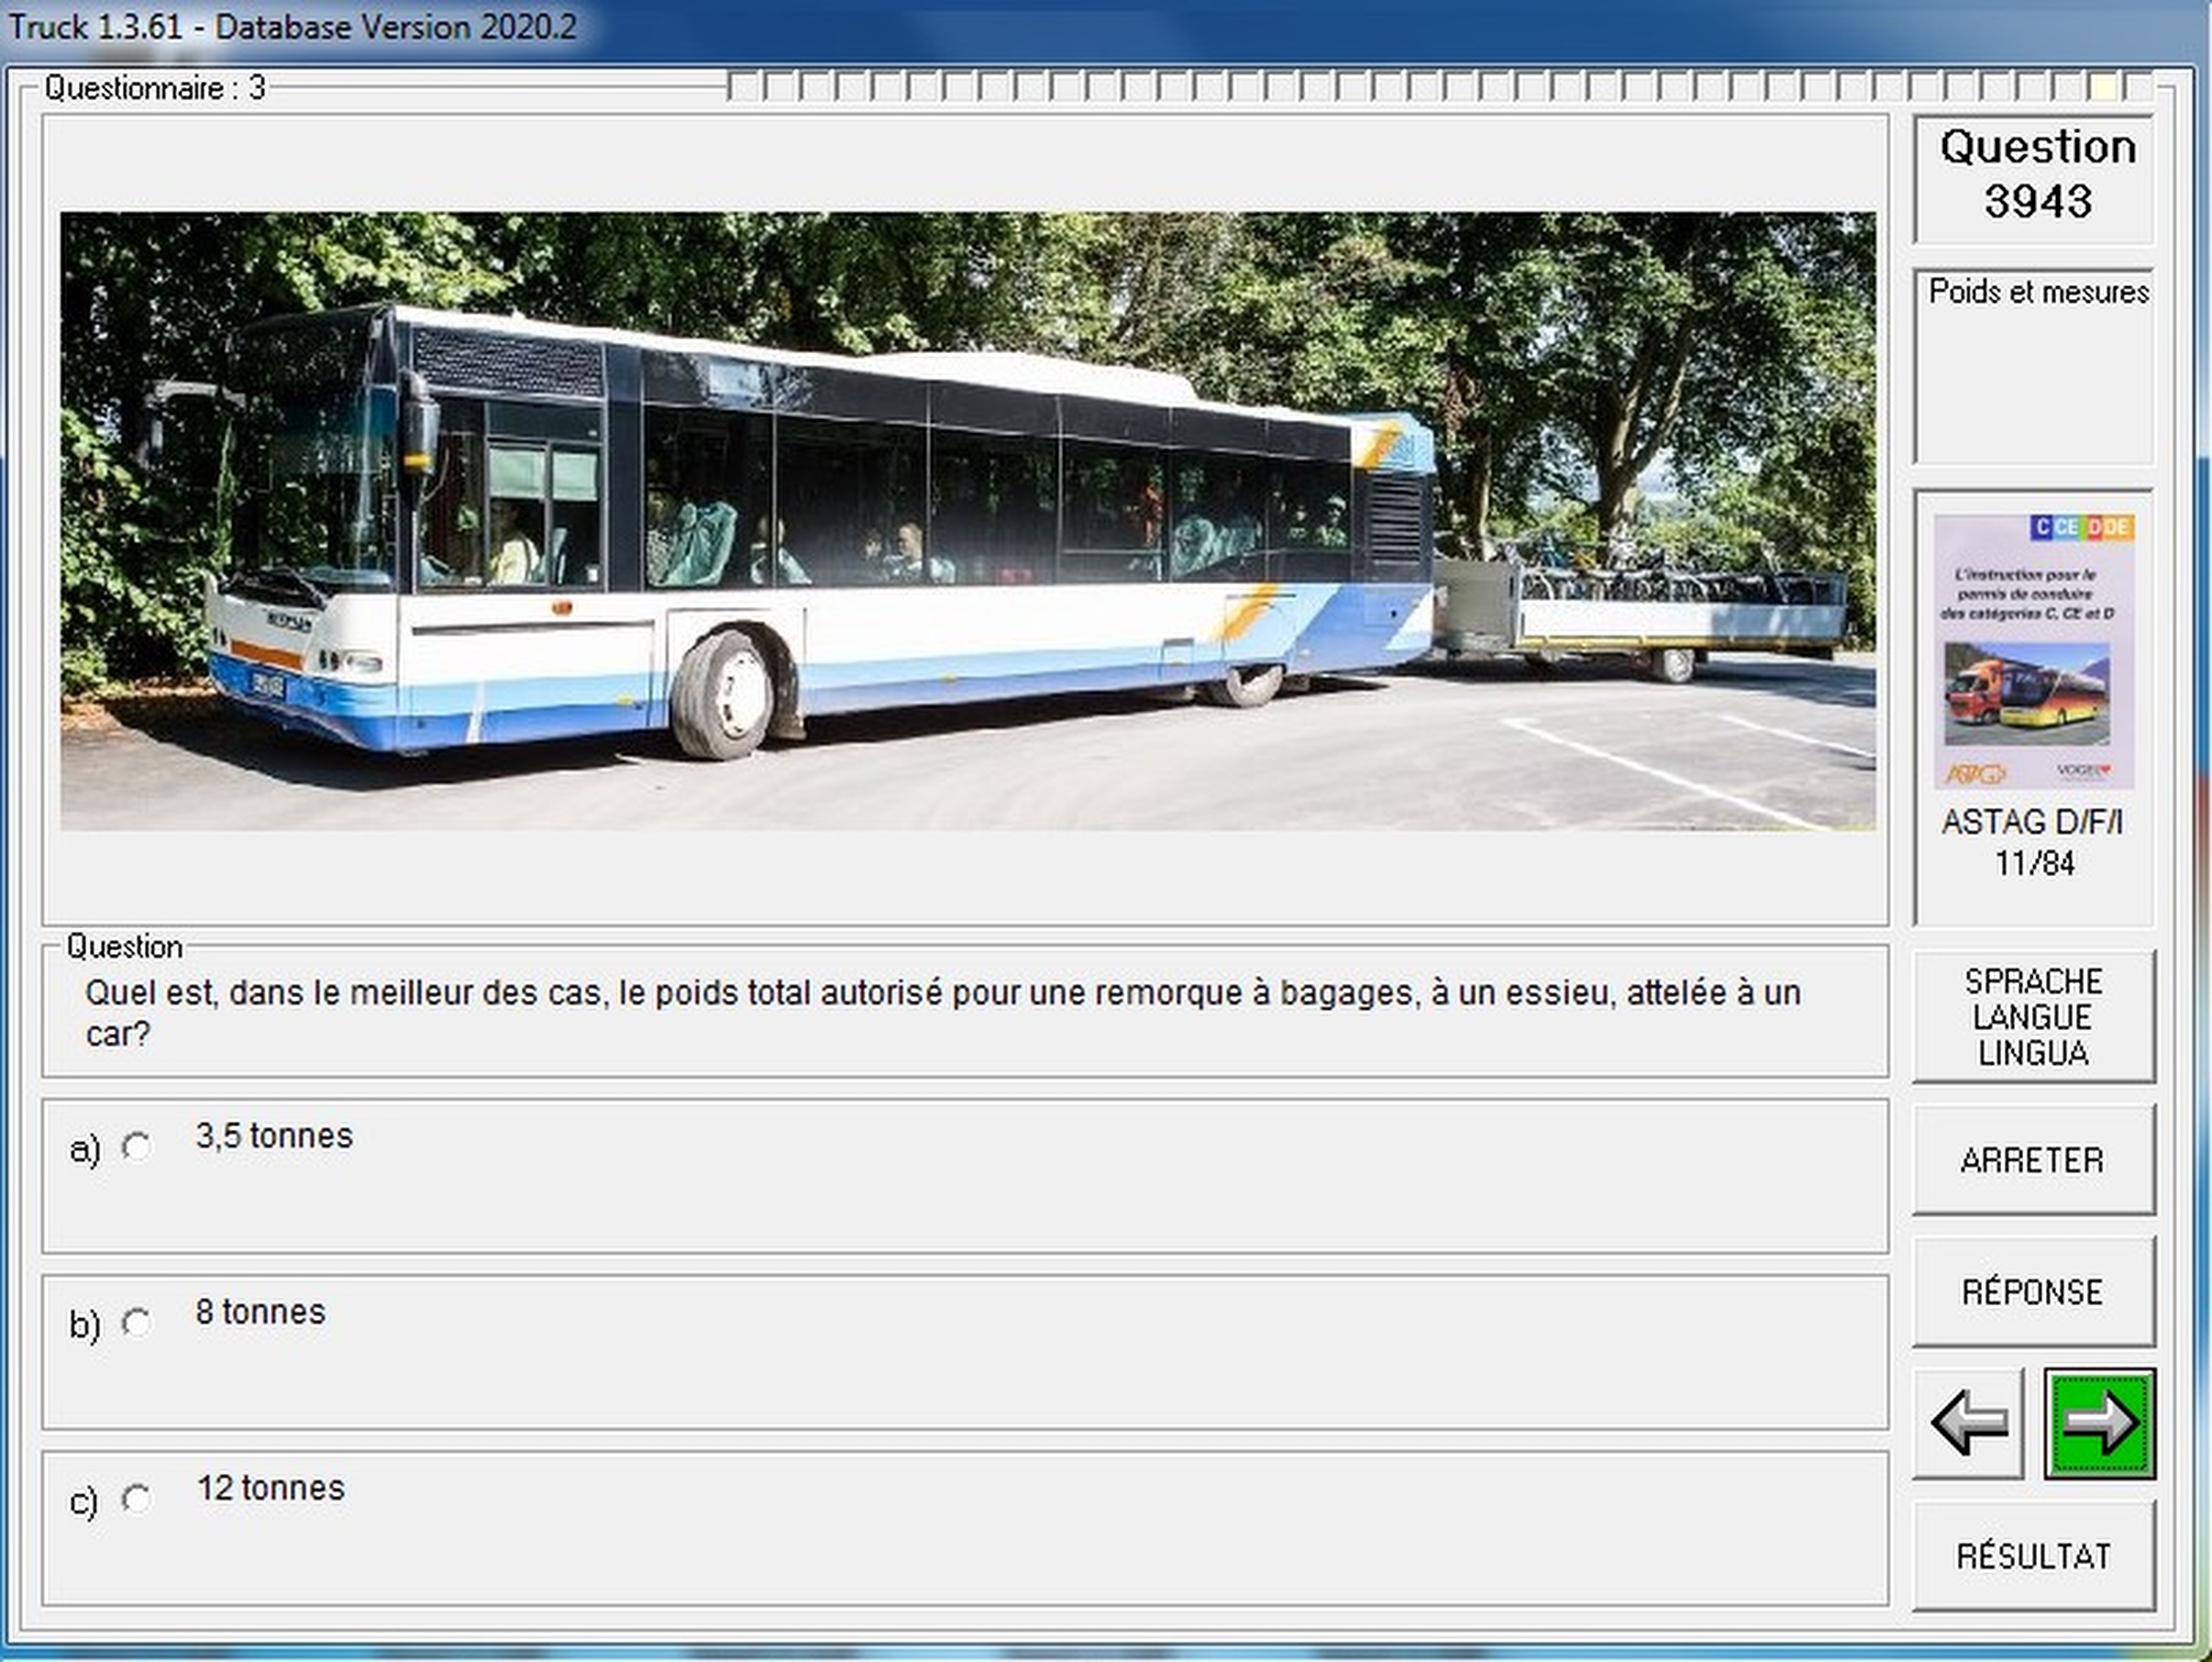 Truck 1.3.61 - Database Version 2020.2
Questionnaire : 3
Question
3943
Poids et mesures
C CE D DE
L'instruction pour le
permis de conduire
des catégories C, CE et D
ASTAG
VOGEL
ASTAG D/F/I
11/84
Question
Quel est, dans le meilleur des cas, le poids total autorisé pour une remorque à bagages, à un essieu, attelée à un
car?
a) 3,5 tonnes
b) 8 tonnes
c) 12 tonnes
SPRACHE
LANGUE
LINGUA
ARRETER
RÉPONSE
RÉSULTAT